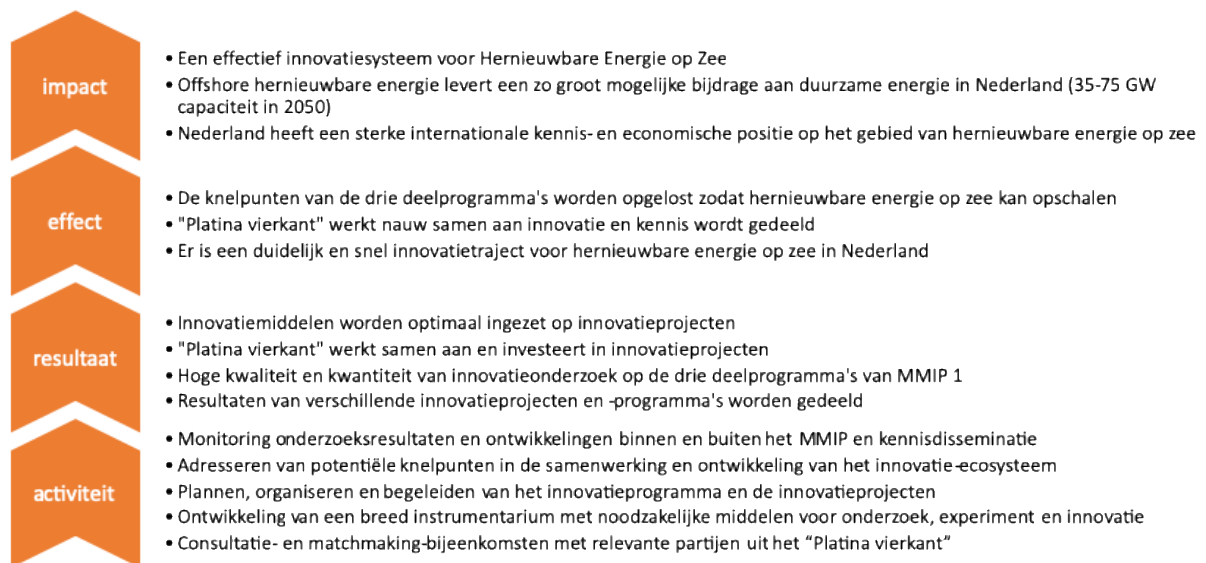 impact
• Een effectief innovatiesysteem voor Hernieuwbare Energie op Zee
• Offshore hernieuwbare energie levert een zo groot mogelijke bijdrage aan duurzame energie in Nederland (35-75 GW
capaciteit in 2050)
• Nederland heeft een sterke internationale kennis- en economische positie op het gebied van hernieuwbare energie op zee
effect
• De knelpunten van de drie deelprogramma's worden opgelost zodat hernieuwbare energie op zee kan opschalen
• "Platina vierkant" werkt nauw samen aan innovatie en kennis wordt gedeeld
• Er is een duidelijk en snel innovatietraject voor hernieuwbare energie op zee in Nederland
resultaat
• Innovatiemiddelen worden optimaal ingezet op innovatieprojecten
• "Platina vierkant" werkt samen aan en investeert in innovatieprojecten
• Hoge kwaliteit en kwantiteit van innovatieonderzoek op de drie deelprogramma's van MMIP 1
• Resultaten van verschillende innovatieprojecten en -programma's worden gedeeld
activiteit
• Monitoring onderzoeksresultaten en ontwikkelingen binnen en buiten het MMIP en kennisdisseminatie
• Adresseren van potentiële knelpunten in de samenwerking en ontwikkeling van het innovatie-ecosysteem
• Plannen, organiseren en begeleiden van het innovatieprogramma en de innovatieprojecten
• Ontwikkeling van een breed instrumentarium met noodzakelijke middelen voor onderzoek, experiment en innovatie
• Consultatie- en matchmaking-bijeenkomsten met relevante partijen uit het “Platina vierkant”